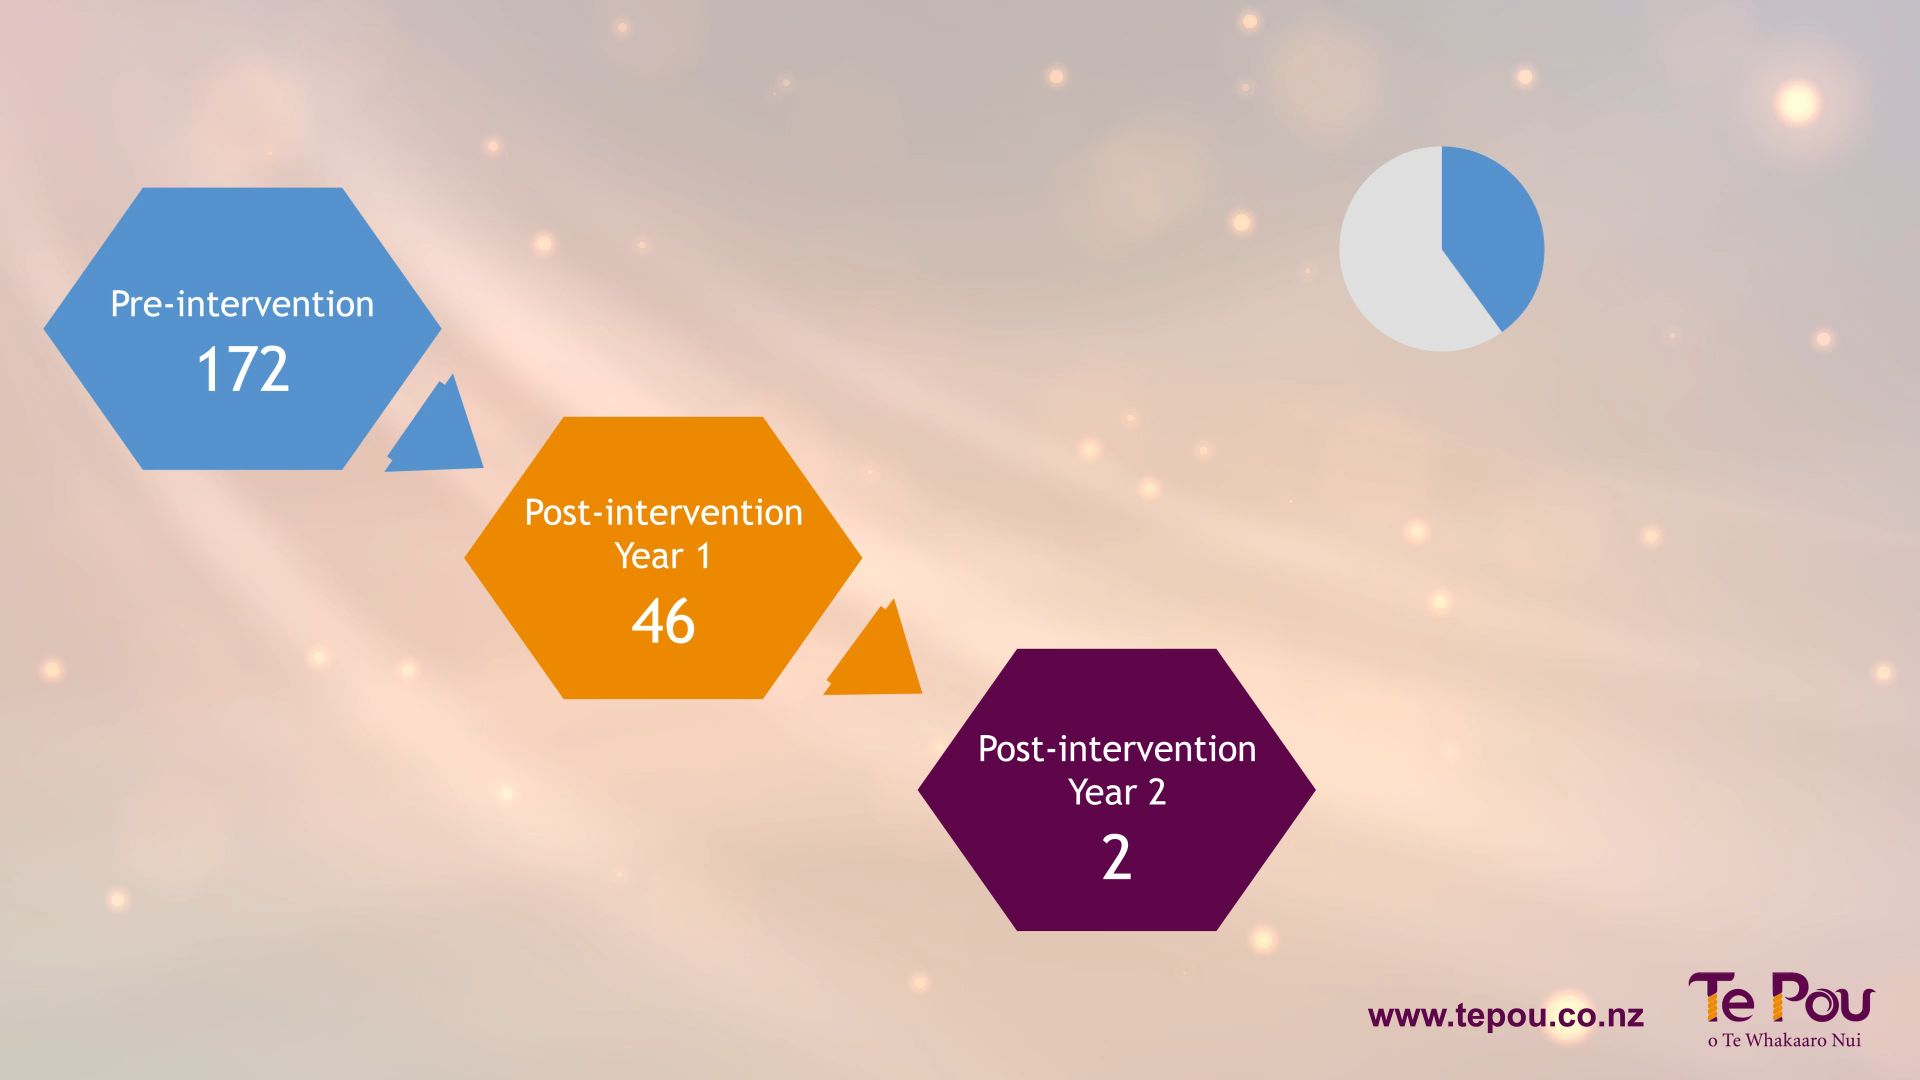 Pre-intervention
172
Post-intervention
Year 1
46
Post-intervention
Year 2
2
www.tepou.co.nz
Te Pou
o Te Whakaaro Nui